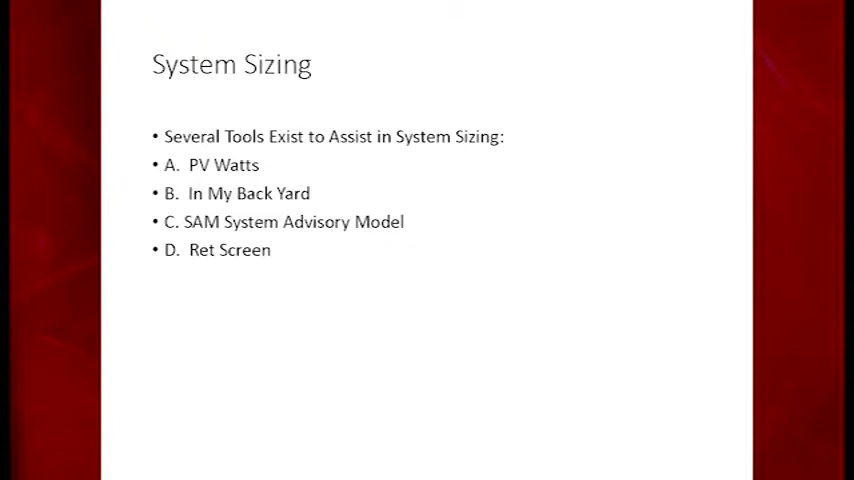 System Sizing
• Several Tools Exist to Assist in System Sizing:
• A.  PV Watts
• B.  In My Back Yard
• C. SAM System Advisory Model
• D.  Ret Screen